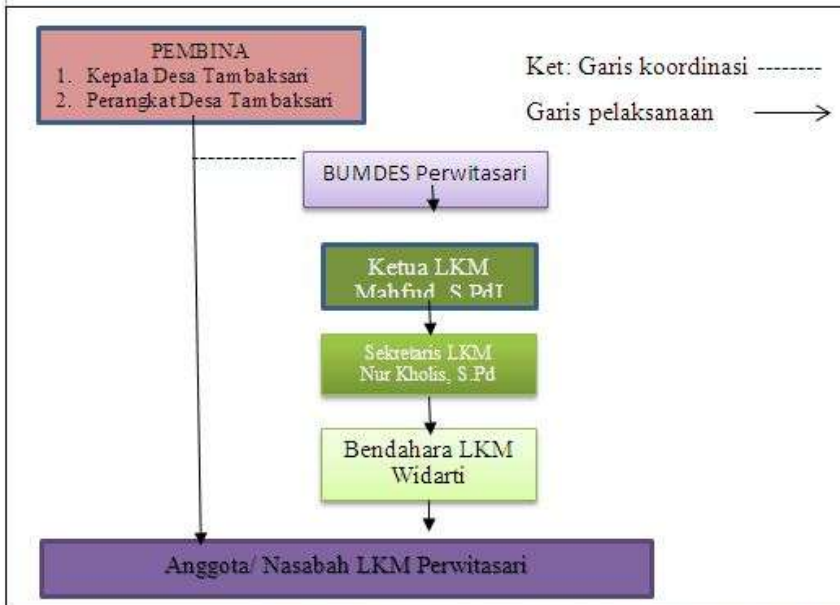 PEMBINA
1. Kepala Desa Tambaksari
2. Perangkat Desa Tambaksari
Ket: Garis koordinasi --------
Garis pelaksanaan
BUMDES Perwitasari
Ketua LKM
Mahfud, S.PdI
Sekretaris LKM
Nur Kholis, S.Pd
Bendahara LKM
Widarti
Anggota/ Nasabah LKM Perwitasari